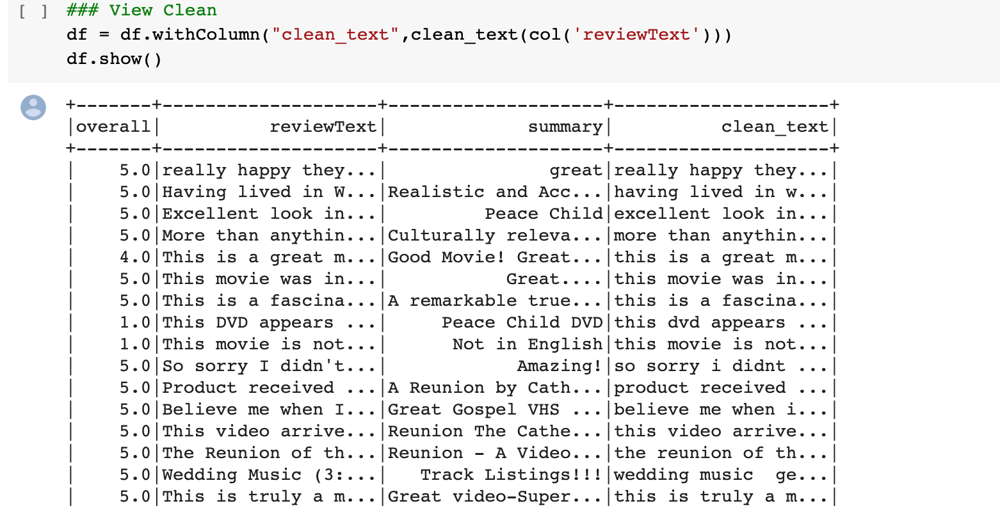 [ ] ### View Clean
df = df.withColumn("clean_text",clean_text(col('reviewText')))
df.show()
+-------+--------------------+--------------------+--------------------+
|overall|          reviewText|             summary|          clean_text|
+-------+--------------------+--------------------+--------------------+
|    5.0|really happy they...|               great|really happy they...|
|    5.0|Having lived in W...|Realistic and Acc...|having lived in w...|
|    5.0|Excellent look in...|         Peace Child|excellent look in...|
|    5.0|More than anythin...|Culturally releva...|more than anythin...|
|    4.0|This is a great m...|Good Movie! Great...|this is a great m...|
|    5.0|This movie was in...|           Great....|this movie was in...|
|    5.0|This is a fascina...|A remarkable true...|this is a fascina...|
|    1.0|This DVD appears ...|     Peace Child DVD|this dvd appears ...|
|    1.0|This movie is not...|      Not in English|this movie is not...|
|    5.0|So sorry I didn't...|            Amazing!|so sorry i didnt ...|
|    5.0|Product received ...|A Reunion by Cath...|product received ...|
|    5.0|Believe me when I...|Great Gospel VHS ...|believe me when i...|
|    5.0|This video arrive...|Reunion The Cathe...|this video arrive...|
|    5.0|The Reunion of th...|Reunion - A Video...|the reunion of th...|
|    5.0|Wedding Music (3:...|   Track Listings!!!|wedding music  ge...|
|    5.0|This is truly a m...|Great video-Super...|this is truly a m...|